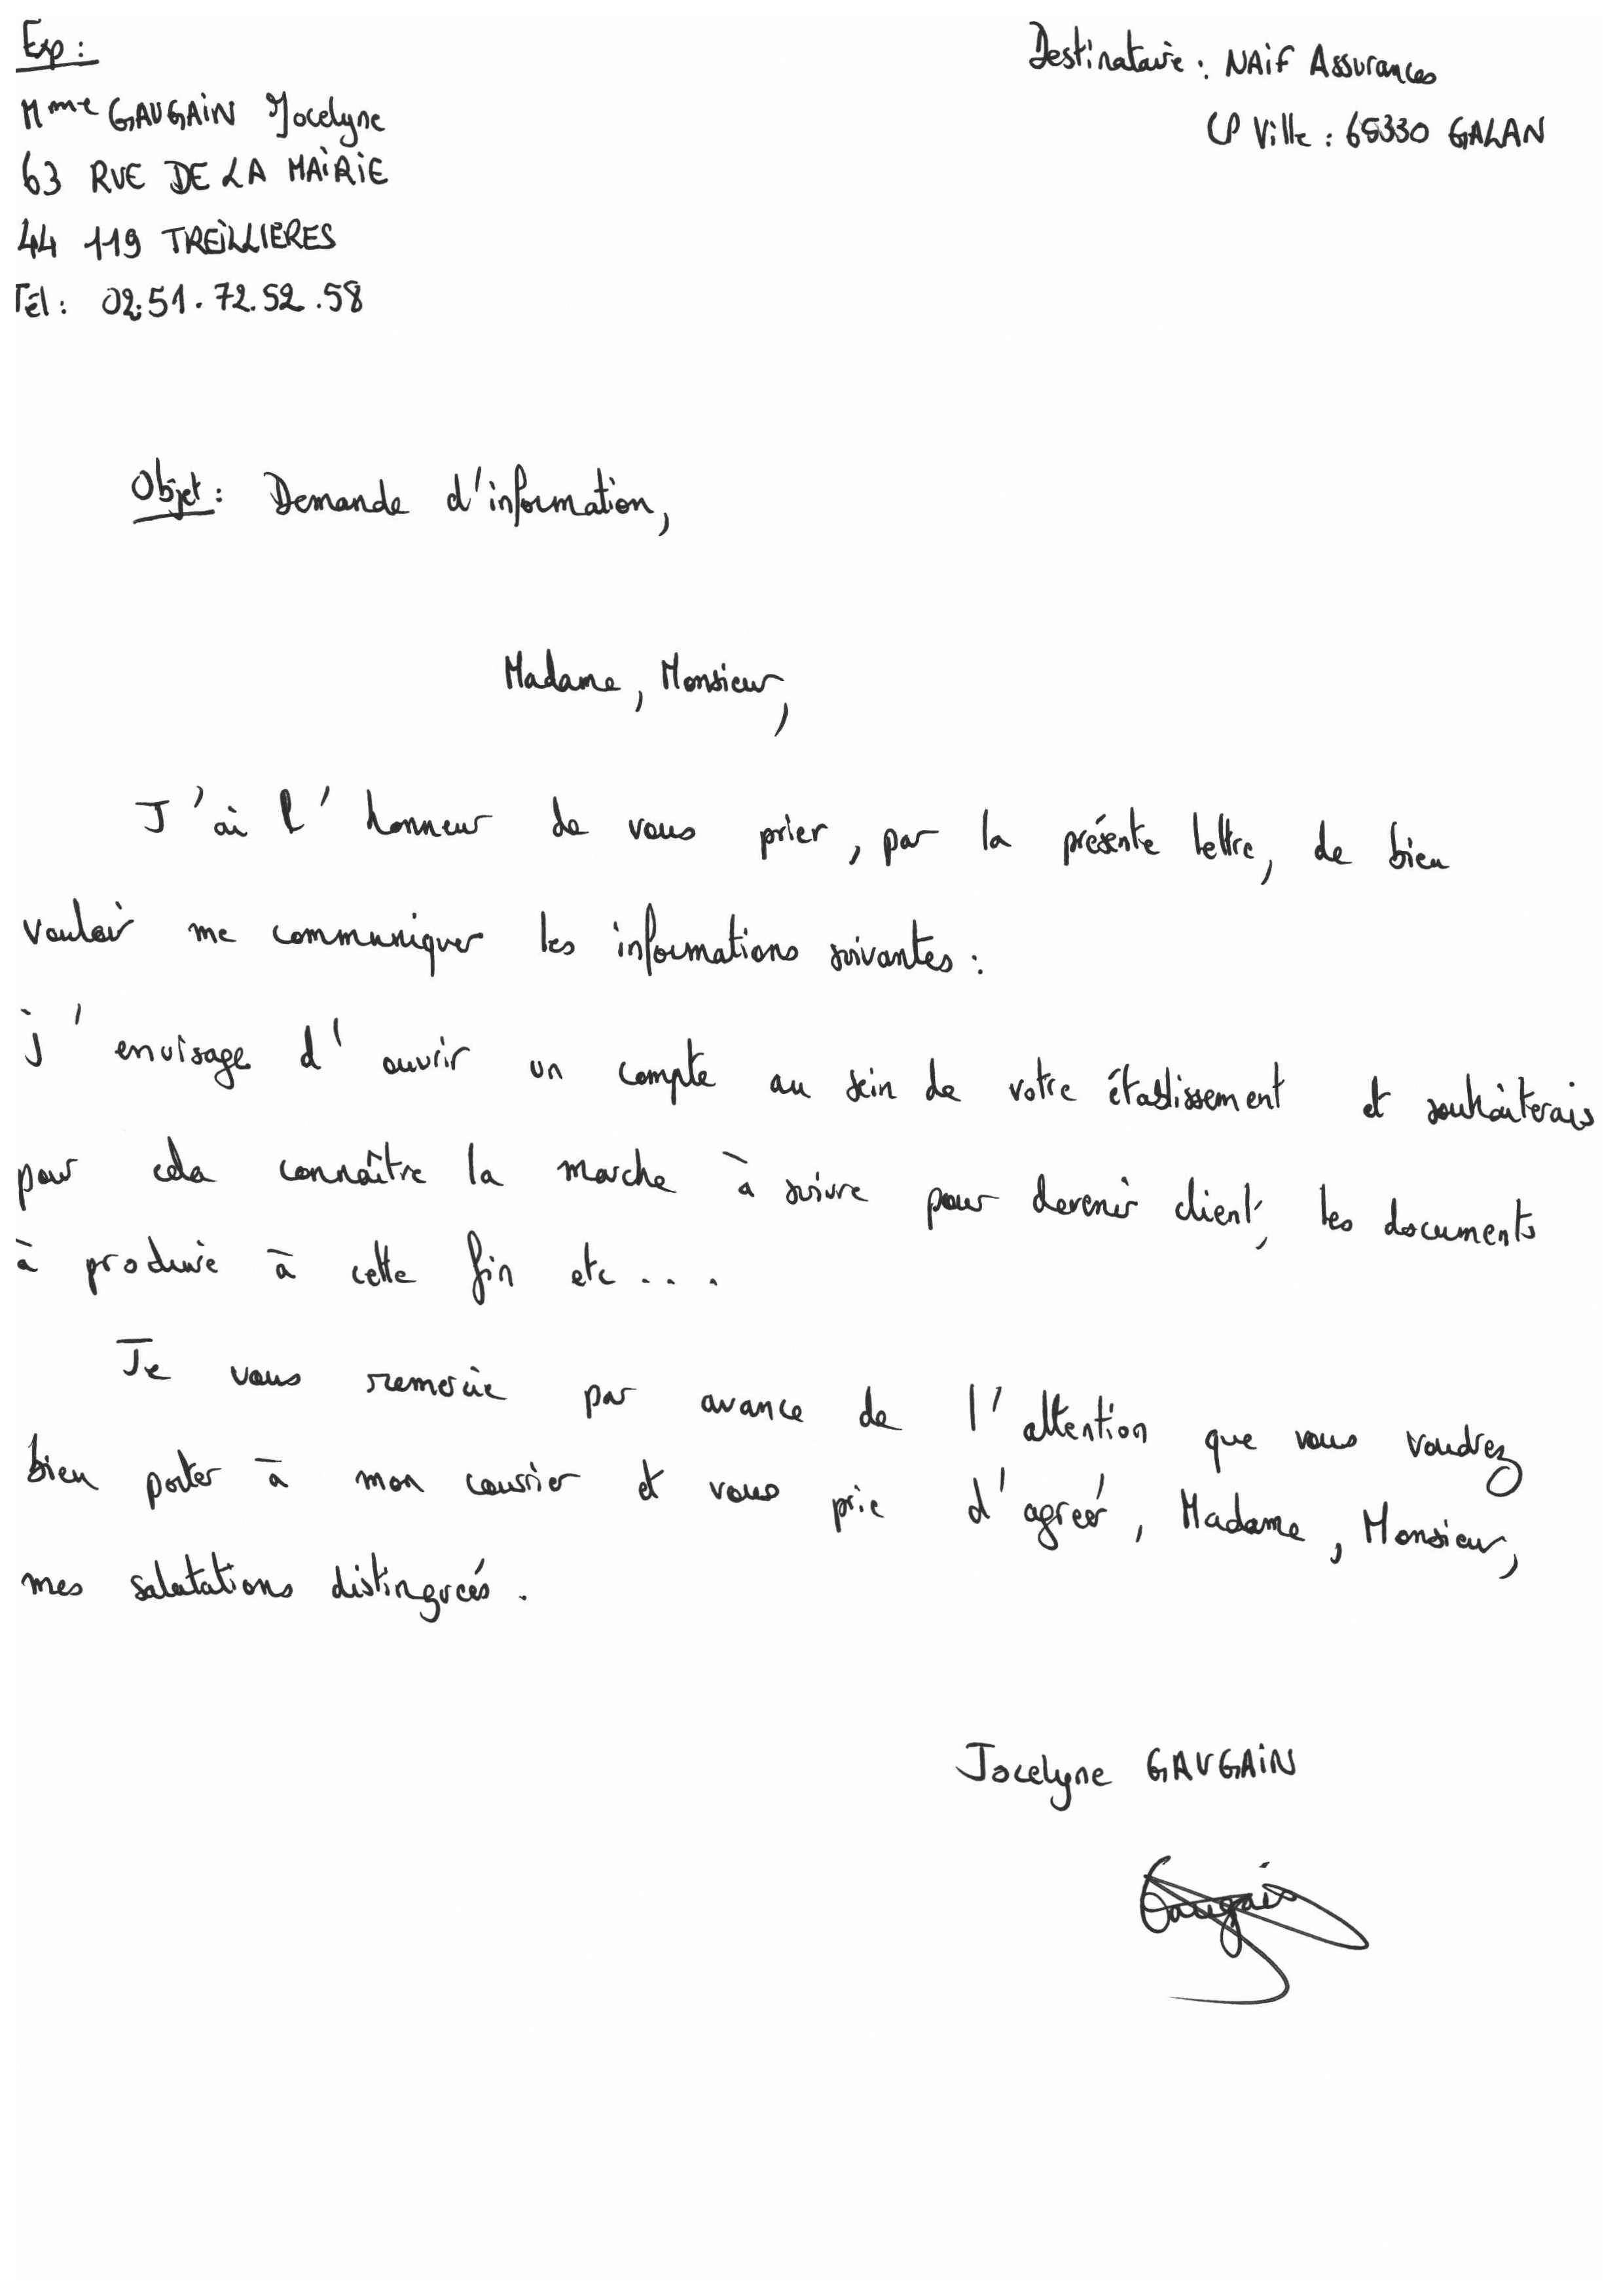 Exp :
Mme GAUGAIN Jocelyne
63 RUE DE LA MAIRIE
44 119 TREILLIERES
Tél : 02.51.72.52.58
Destinataire : NAIF Assurances
CP Ville : 65330 GALAN
Objet : Demande d'information,
Madame, Monsieur,
J'ai l'honneur de vous prier, par la présente lettre, de bien
vouloir me communiquer les informations suivantes :
j'envisage d'ouvrir un compte au sein de votre établissement et souhaiterais
pour cela connaître la marche à suivre pour devenir client, les documents
à produire à cette fin etc....
Je vous remercie par avance de l'attention que vous voudrez
bien porter à mon courrier et vous prie d'agréér, Madame, Monsieur,
mes salutations distinguées.
Jocelyne GAUGAIN
Gaugain